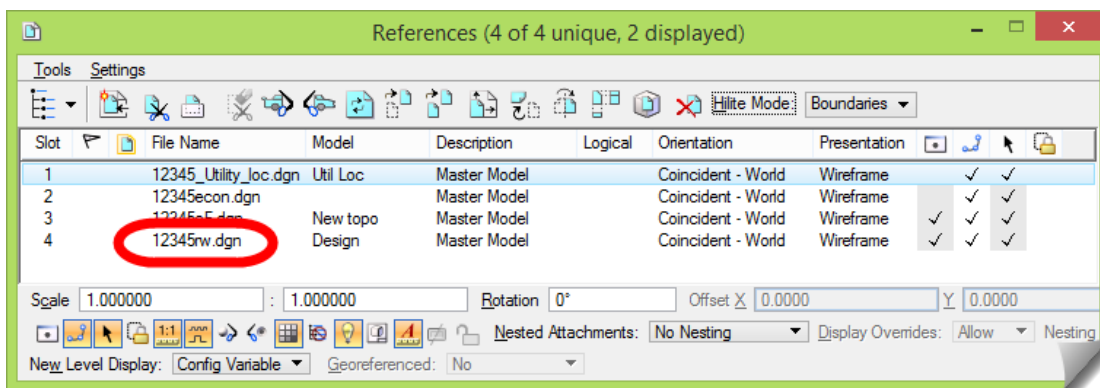 References (4 of 4 unique, 2 displayed)
Tools Settings
Hilite Mode: Boundaries
Slot File Name Model Description Logical Orientation Presentation
1 12345_Utility_loc.dgn Util Loc Master Model Coincident - World Wireframe
2 12345econ.dgn Master Model Coincident - World Wireframe
3 New topo Master Model Coincident - World Wireframe
4 12345rw.dgn Design Master Model Coincident - World Wireframe
Scale 1.000000 : 1.000000 Rotation 0° Offset X 0.0000 Y 0.0000
1:1 A Nested Attachments: No Nesting Display Overrides: Allow Nesting
New Level Display: Config Variable Georeferenced: No